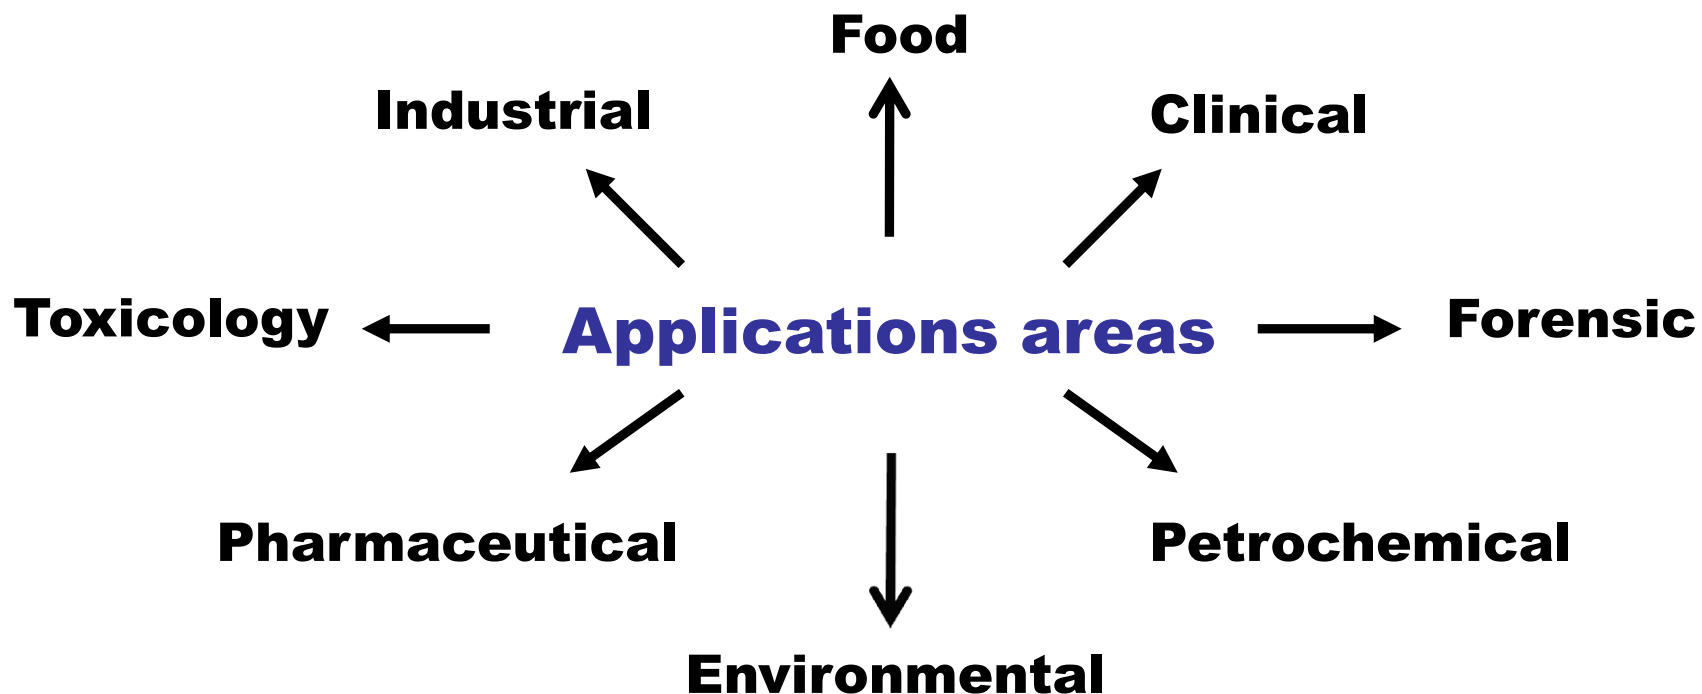 Food
Industrial
Clinical
Toxicology
Applications areas
Forensic
Pharmaceutical
Petrochemical
Environmental